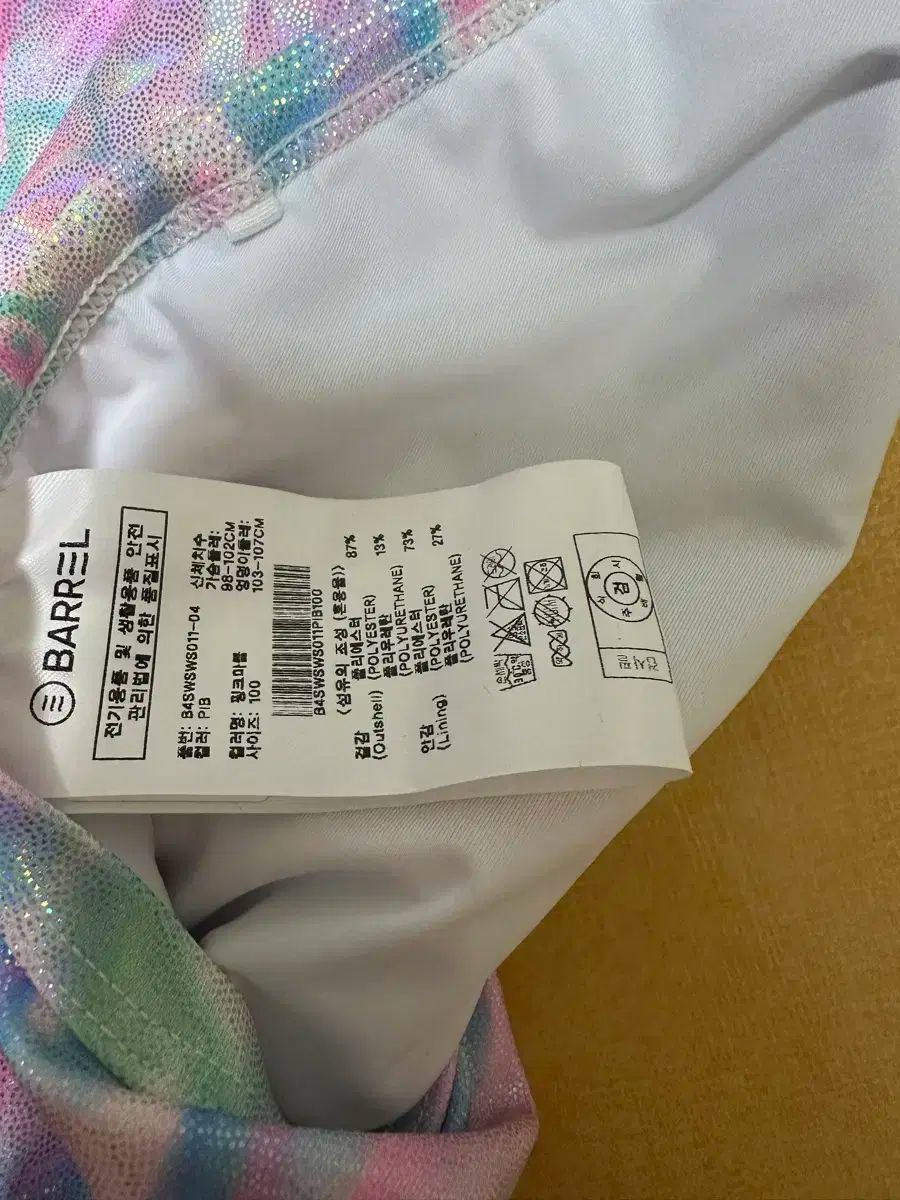 BARREL
전기용품 및 생활용품 안전
관리법에 의한 품질표시
품번: B4SWSWS011-04
컬러: PIB
컬러명: 핑크마블
사이즈: 100
신체치수
가슴둘레:
98-102CM
엉덩이둘레:
103-107CM
B4SWSWS011PIB100
<섬유의 조성 (혼용율)>
겉감 폴리에스터 87%
(Outshell) (POLYESTER)
폴리우레탄 13%
(POLYURETHANE)
안감 폴리에스터 73%
(Lining) (POLYESTER)
폴리우레탄 27%
(POLYURETHANE)
검